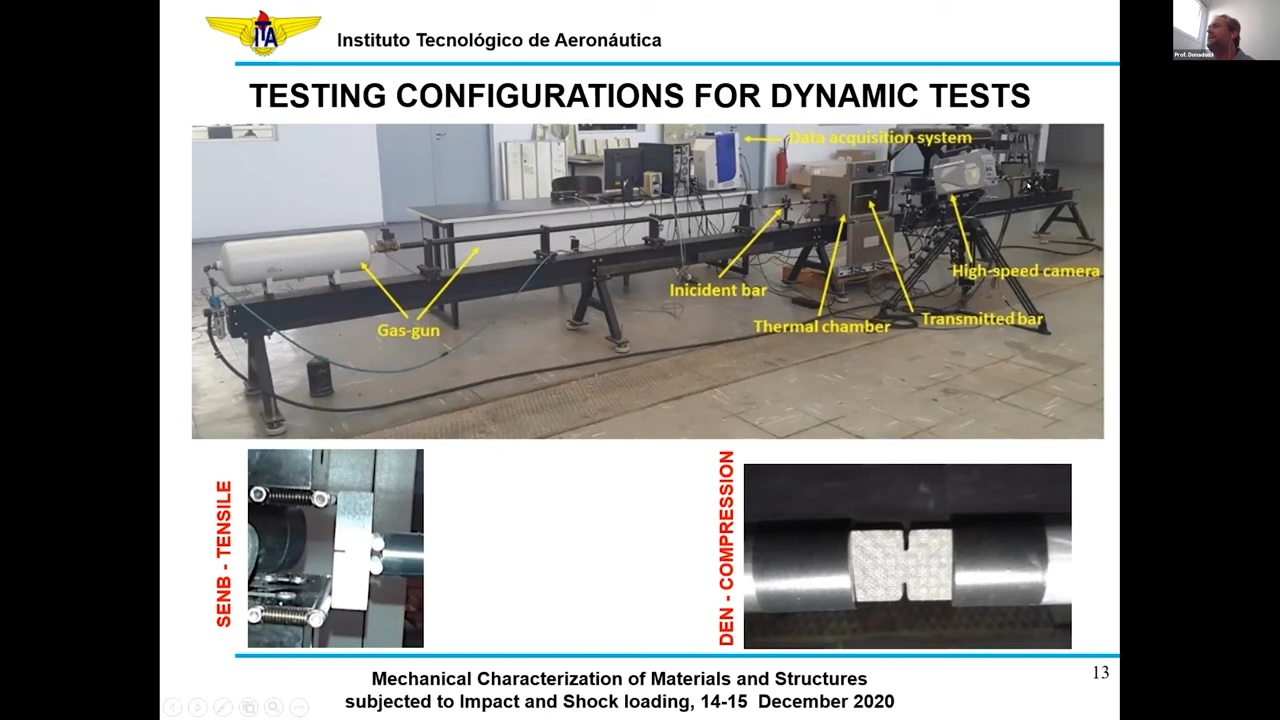 ITA
Instituto Tecnológico de Aeronáutica
Prof. Donadon
TESTING CONFIGURATIONS FOR DYNAMIC TESTS
Data acquisition system
High-speed camera
Inicident bar
Transmitted bar
Thermal chamber
Gas-gun
SENB - TENSILE
DEN - COMPRESSION
Mechanical Characterization of Materials and Structures
subjected to Impact and Shock loading, 14-15 December 2020
13